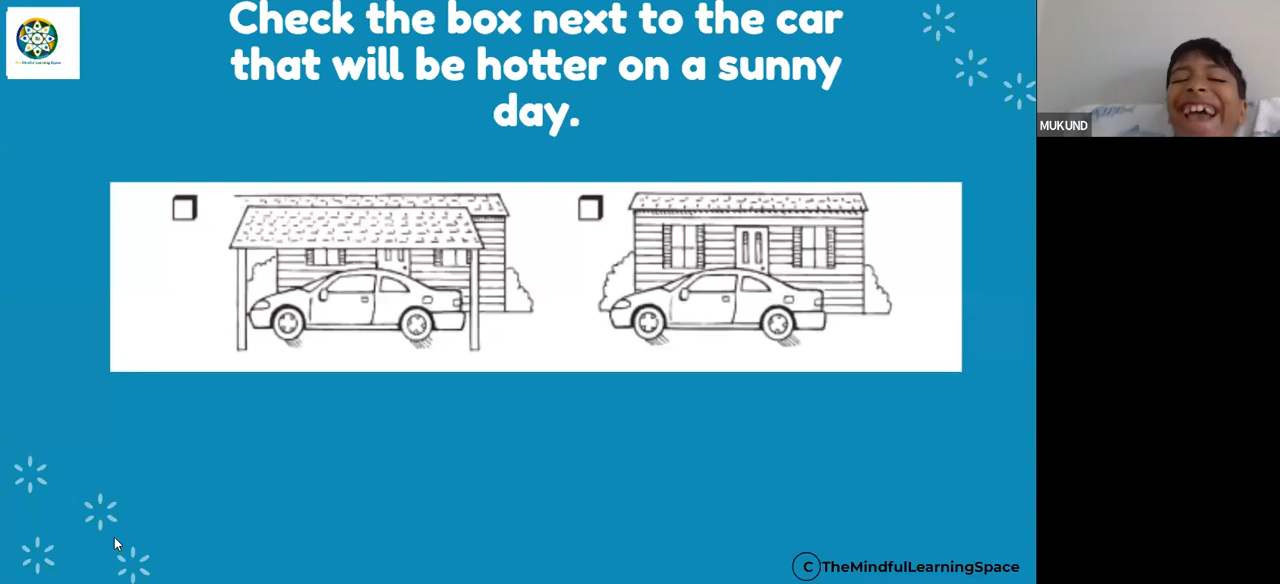 Check the box next to the car
that will be hotter on a sunny
day.
MUKUND
C TheMindfulLearningSpace